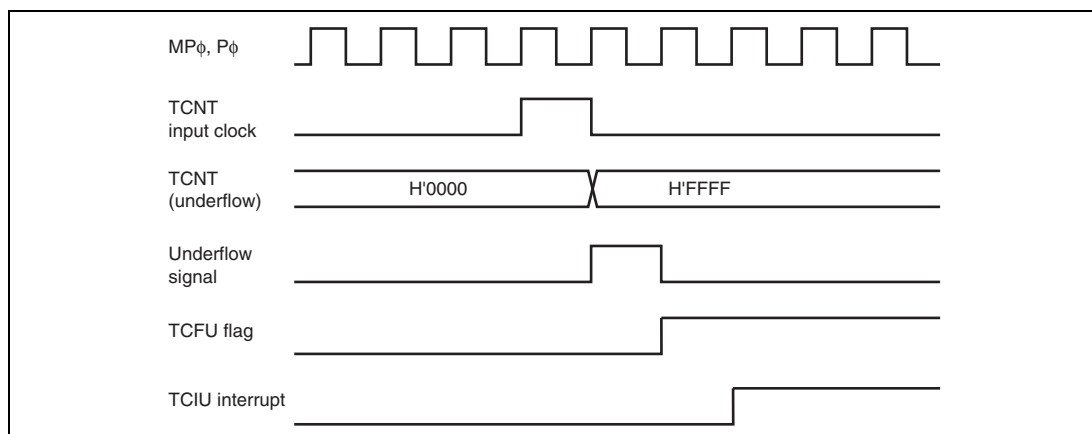 MPφ, Pφ
TCNT
input clock
TCNT
(underflow)
H'0000
H'FFFF
Underflow
signal
TCFU flag
TCIU interrupt